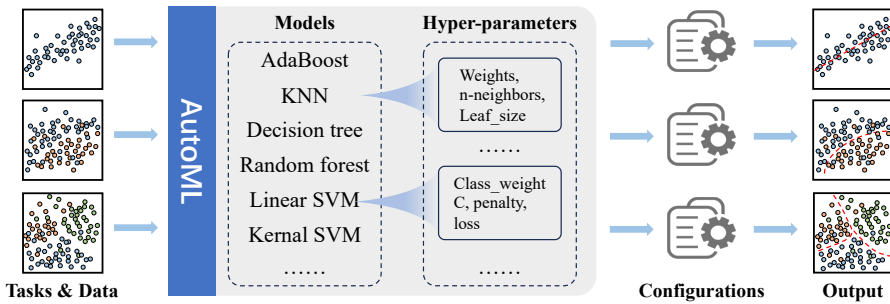 Models
Hyper-parameters
AutoML
AdaBoost
KNN
Decision tree
Random forest
Linear SVM
Kernal SVM
......
Weights,
n-neighbors,
Leaf_size
......
Class_weight
C, penalty,
loss
......
Tasks & Data
Configurations
Output